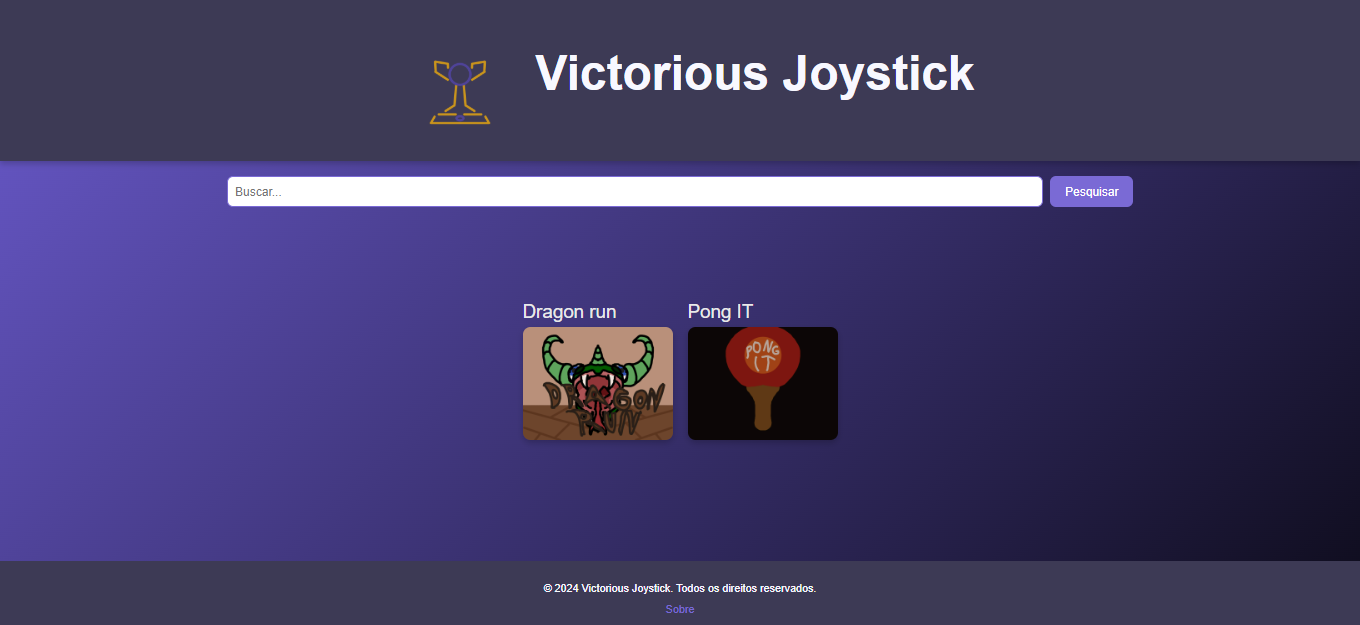 Victorious Joystick
Buscar...
Pesquisar
Dragon run
Pong IT
DRAGON
RUN
PONG
IT
© 2024 Victorious Joystick. Todos os direitos reservados.
Sobre